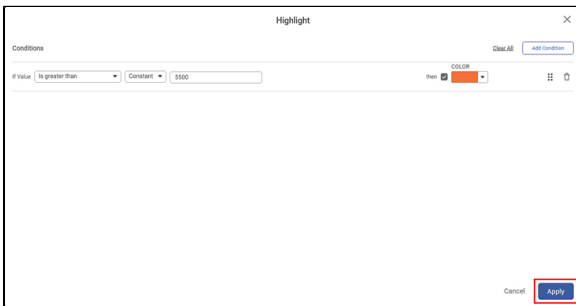 Highlight
Conditions Clear All Add Condition
COLOR
If Value Is greater than Constant 5500 then
Cancel Apply